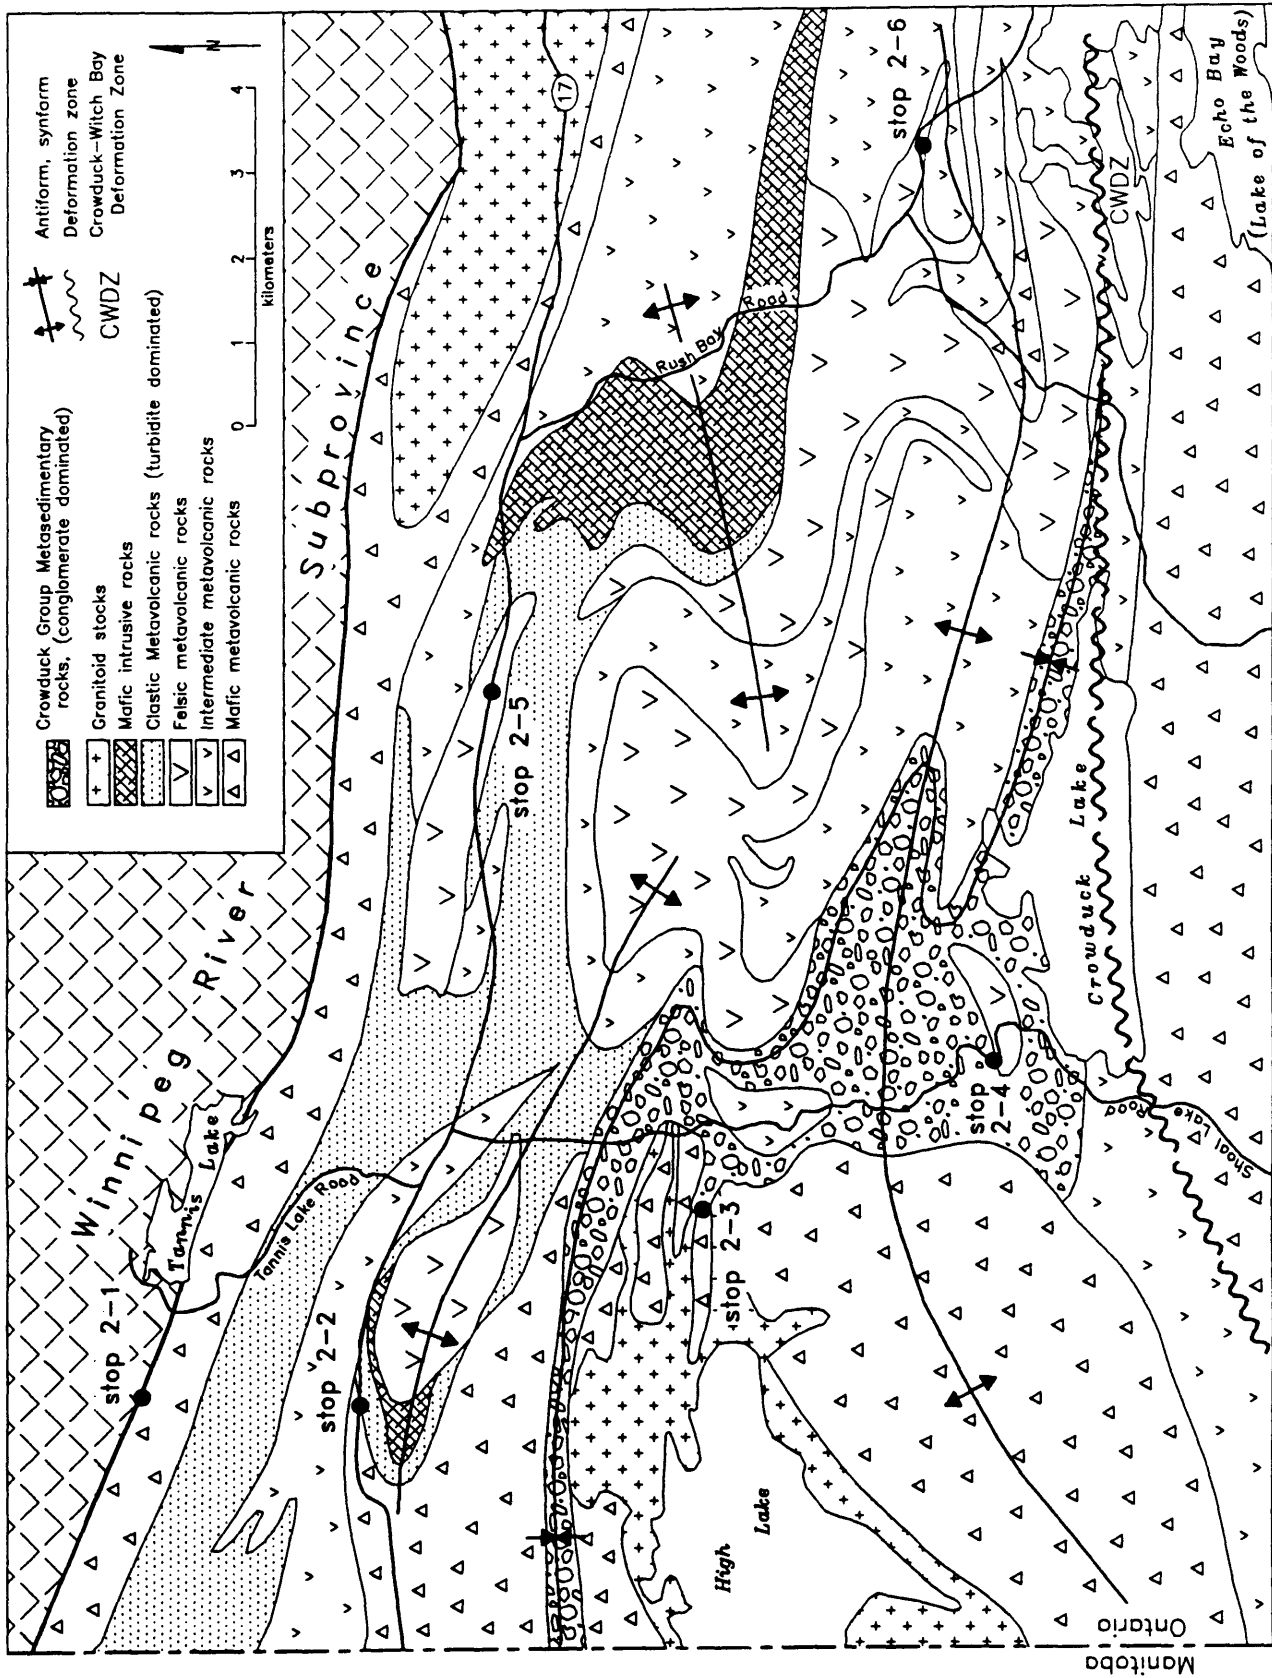 Crowduck Group Metasedimentary
rocks, (conglomerate dominated)
Granitoid stocks
Mafic intrusive rocks
Clastic Metavolcanic rocks (turbidite dominated)
Felsic metavolcanic rocks
Intermediate metavolcanic rocks
Mafic metavolcanic rocks
Antiform, synform
Deformation zone
CWDZ
Crowduck-Witch Bay
Deformation Zone
N
0 1 2 3 4
kilometers
Winnipeg River
Subprovince
stop 2-1
Tannis Lake
Tannis Lake Road
stop 2-2
stop 2-5
17
Rush Bay Road
stop 2-3
High Lake
stop 2-4
stop 2-6
Crowduck Lake
CWDZ
Echo Bay
(Lake of the Woods)
Shoal Lake Road
Manitoba
Ontario